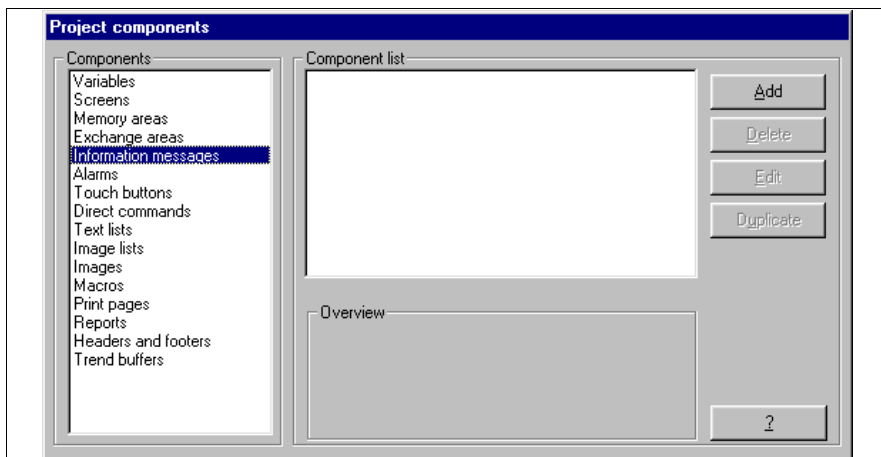 Project components
Components
Variables
Screens
Memory areas
Exchange areas
Information messages
Alarms
Touch buttons
Direct commands
Text lists
Image lists
Images
Macros
Print pages
Reports
Headers and footers
Trend buffers
Component list
Add
Delete
Edit
Duplicate
Overview
?